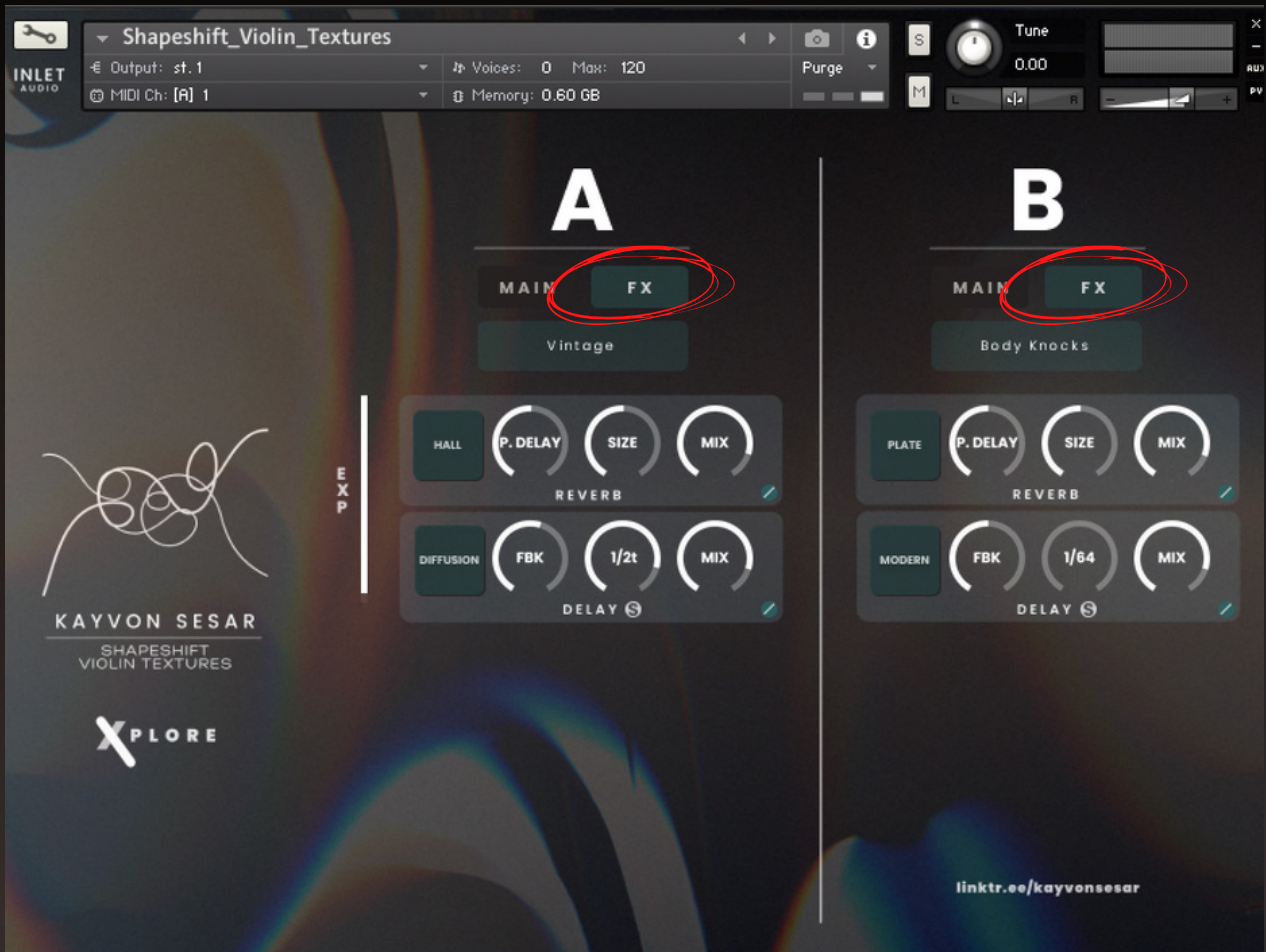 Shapeshift_Violin_Textures
INLET
AUDIO
Output: st.1
Voices: 0 Max: 120
Purge
MIDI Ch: [A] 1
Memory: 0.60 GB
S
M
Tune
0.00
L
R
AUX
PV
A
MAIN
FX
Vintage
EXP
HALL
P. DELAY
SIZE
MIX
REVERB
DIFFUSION
FBK
1/2t
MIX
DELAY S
B
MAIN
FX
Body Knocks
PLATE
P. DELAY
SIZE
MIX
REVERB
MODERN
FBK
1/64
MIX
DELAY S
KAYVON SESAR
SHAPESHIFT
VIOLIN TEXTURES
XPLORE
linktr.ee/kayvonsesar